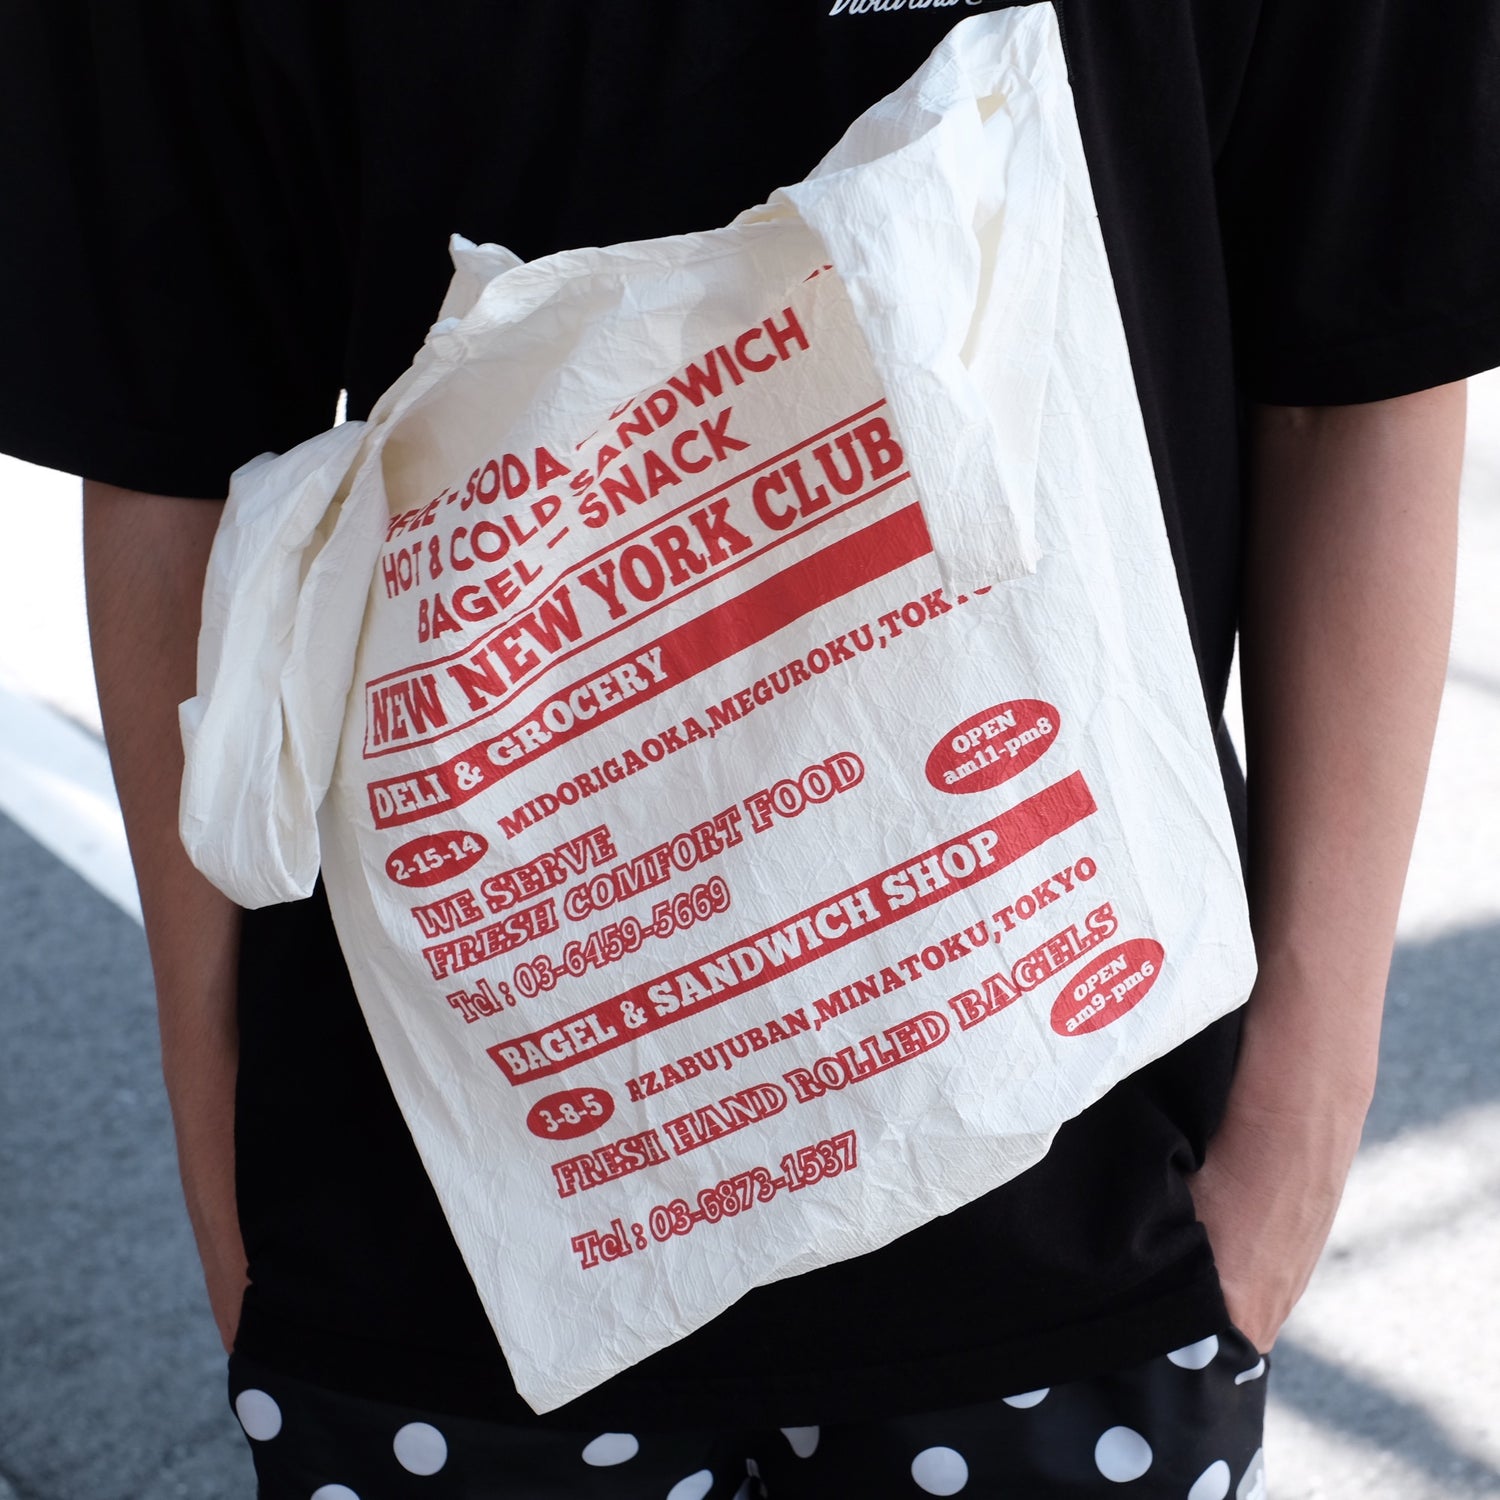 SODA
HOT & COLD SANDWICH
BAGEL SNACK
NEW NEW YORK CLUB
DELI & GROCERY
2-15-14 MIDORIGAOKA,MEGUROKU,TOKYO
WE SERVE
FRESH COMFORT FOOD
OPEN
am11-pm8
Tel : 03-6459-5669
BAGEL & SANDWICH SHOP
3-8-5 AZABUJUBAN,MINATOKU,TOKYO
FRESH HAND ROLLED BAGELS
OPEN
am9-pm6
Tel : 03-6873-1537